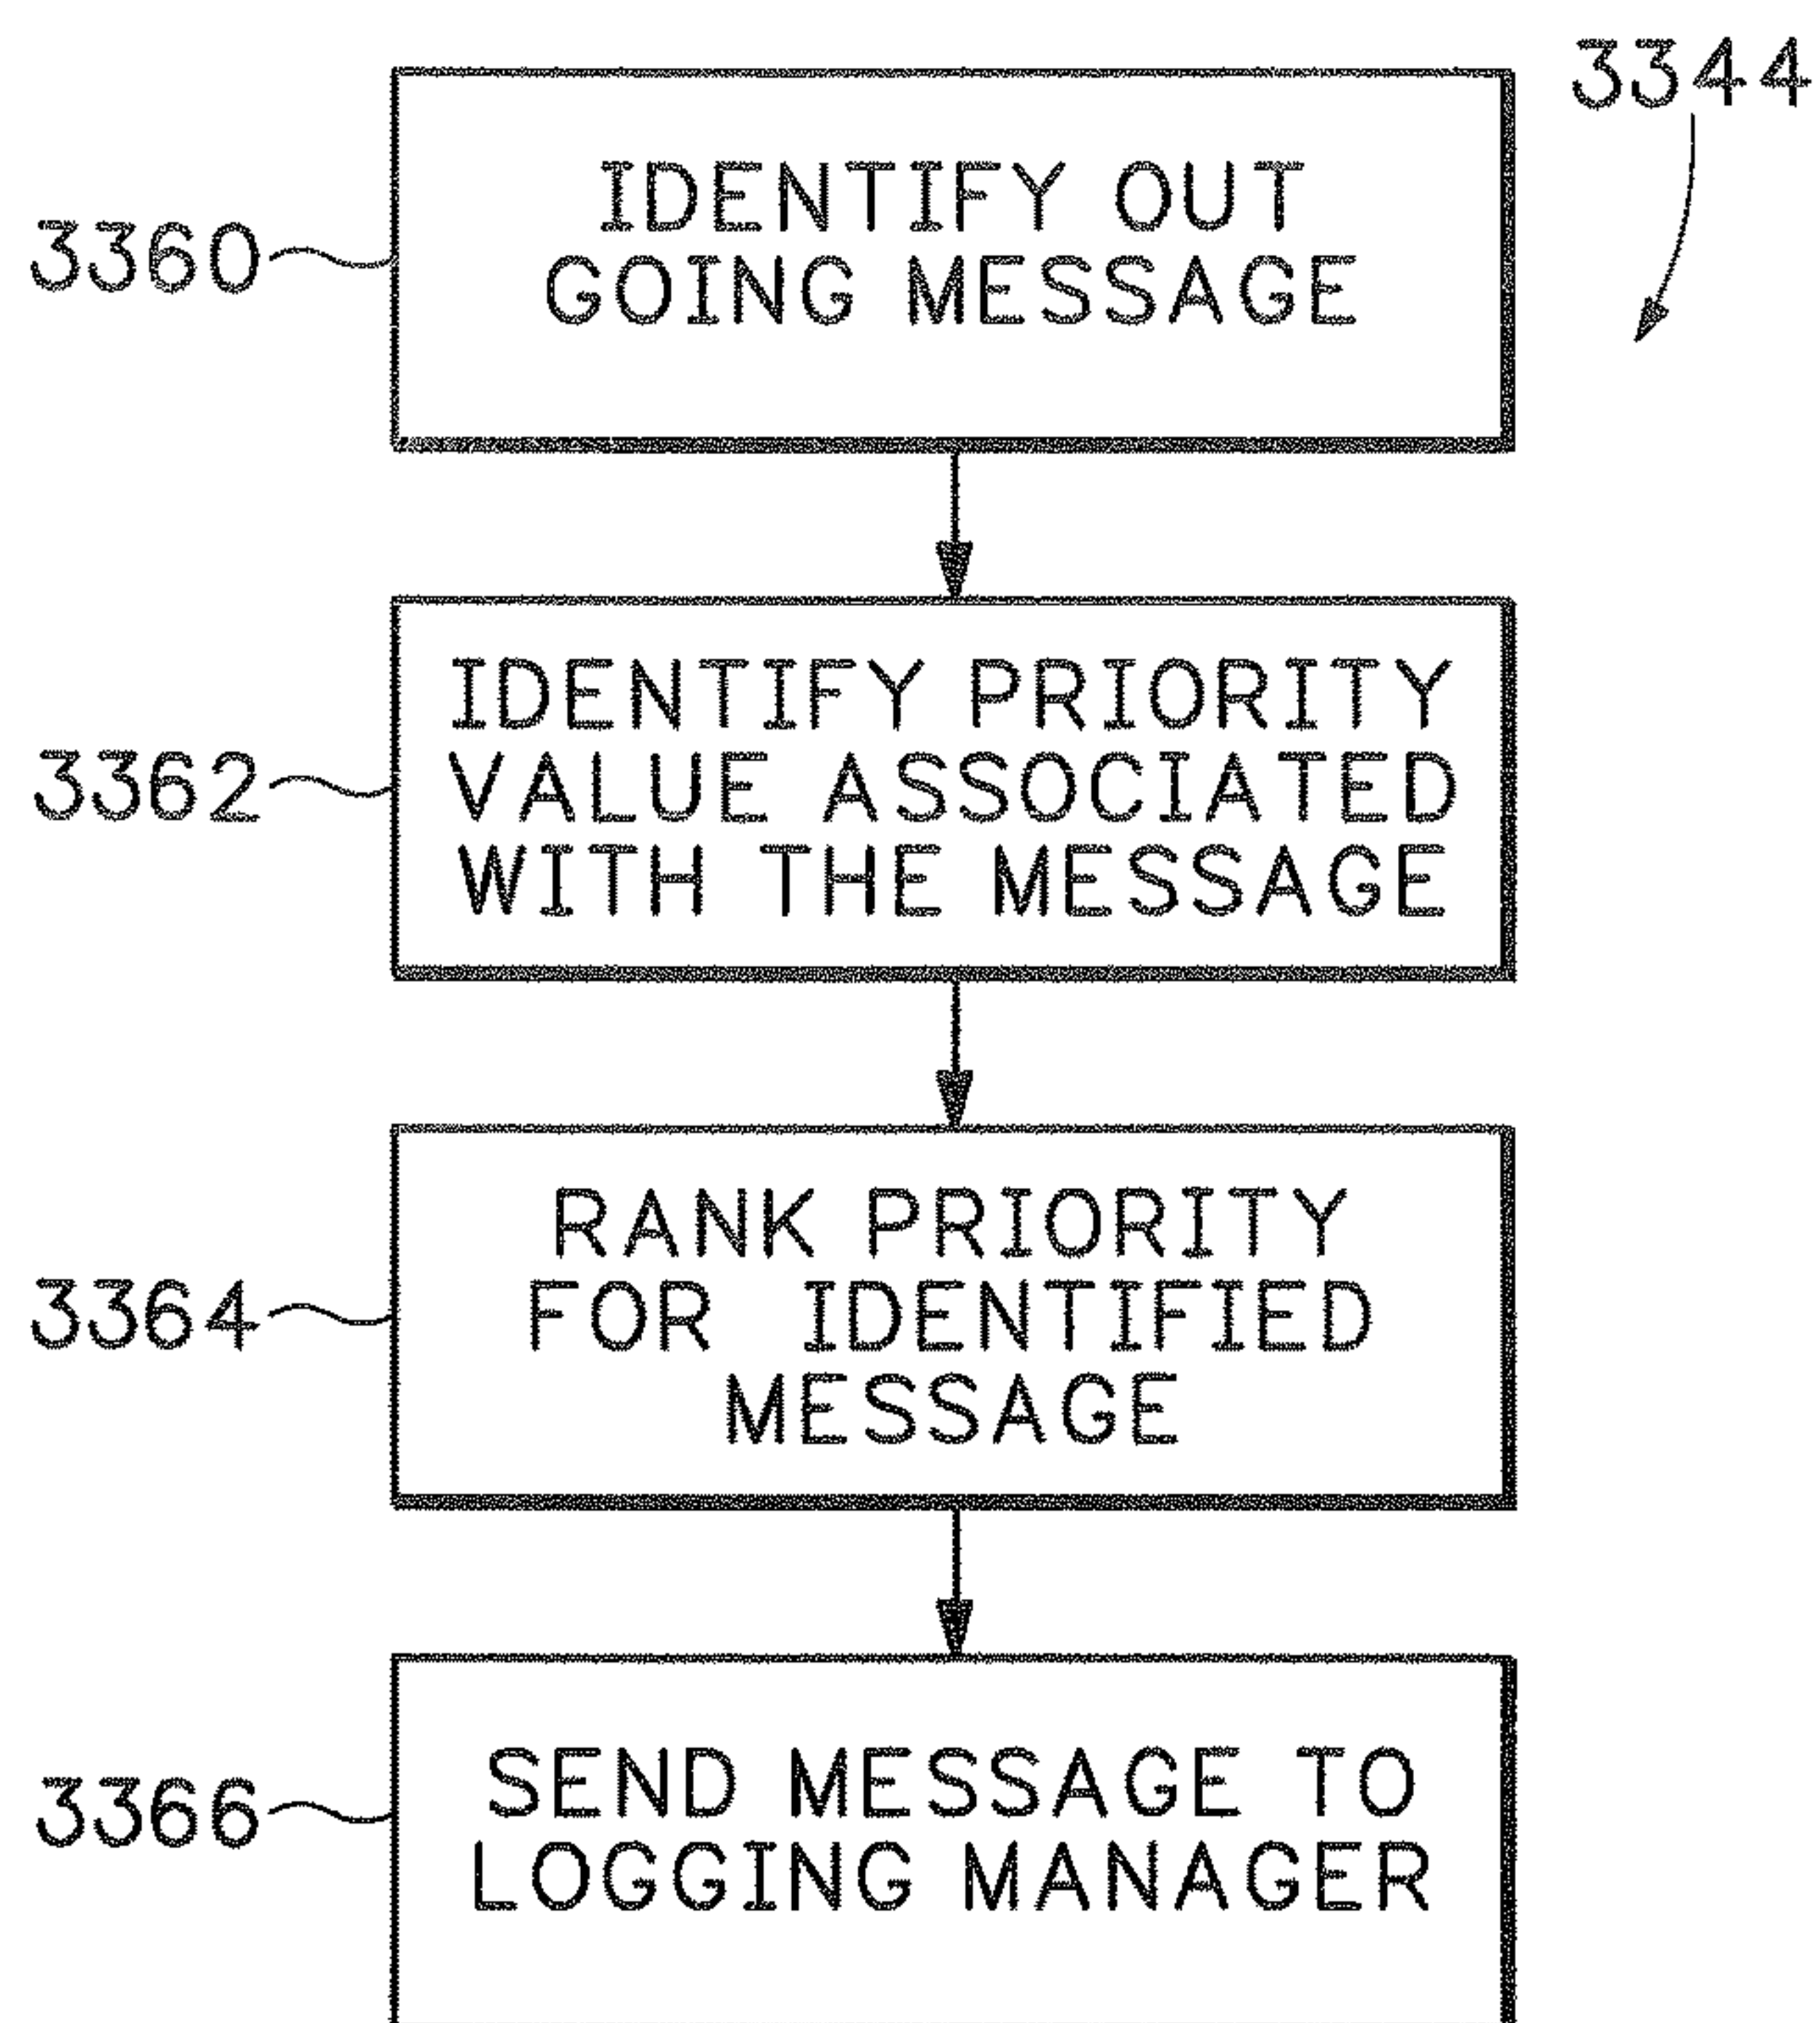 3344
IDENTIFY OUT
GOING MESSAGE
3360
IDENTIFY PRIORITY
VALUE ASSOCIATED
WITH THE MESSAGE
3362
RANK PRIORITY
FOR IDENTIFIED
MESSAGE
3364
SEND MESSAGE TO
LOGGING MANAGER
3366